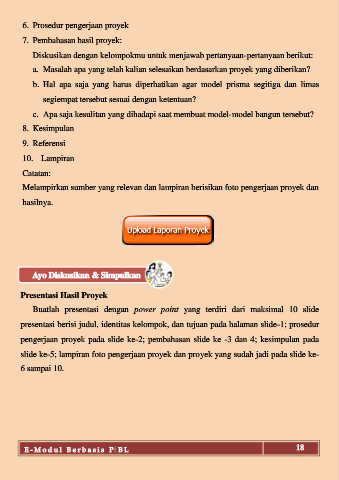 6. Prosedur pengerjaan proyek
7. Pembahasan hasil proyek:
Diskusikan dengan kelompokmu untuk menjawab pertanyaan-pertanyaan berikut:
a. Masalah apa yang telah kalian selesaikan berdasarkan proyek yang diberikan?
b. Hal apa saja yang harus diperhatikan agar model prisma segitiga dan limas
segiempat tersebut sesuai dengan ketentuan?
c. Apa saja kesulitan yang dihadapi saat membuat model-model bangun tersebut?
8. Kesimpulan
9. Referensi
10. Lampiran
Catatan:
Melampirkan sumber yang relevan dan lampiran berisikan foto pengerjaan proyek dan
hasilnya.
Upload Laporan Proyek
Ayo Diskusikan & Simpulkan
Presentasi Hasil Proyek
Buatlah presentasi dengan power point yang terdiri dari maksimal 10 slide
presentasi berisi judul, identitas kelompok, dan tujuan pada halaman slide-1; prosedur
pengerjaan proyek pada slide ke-2; pembahasan slide ke -3 dan 4; kesimpulan pada
slide ke-5; lampiran foto pengerjaan proyek dan proyek yang sudah jadi pada slide ke-
6 sampai 10.
E-Modul Berbasis PjBL 18